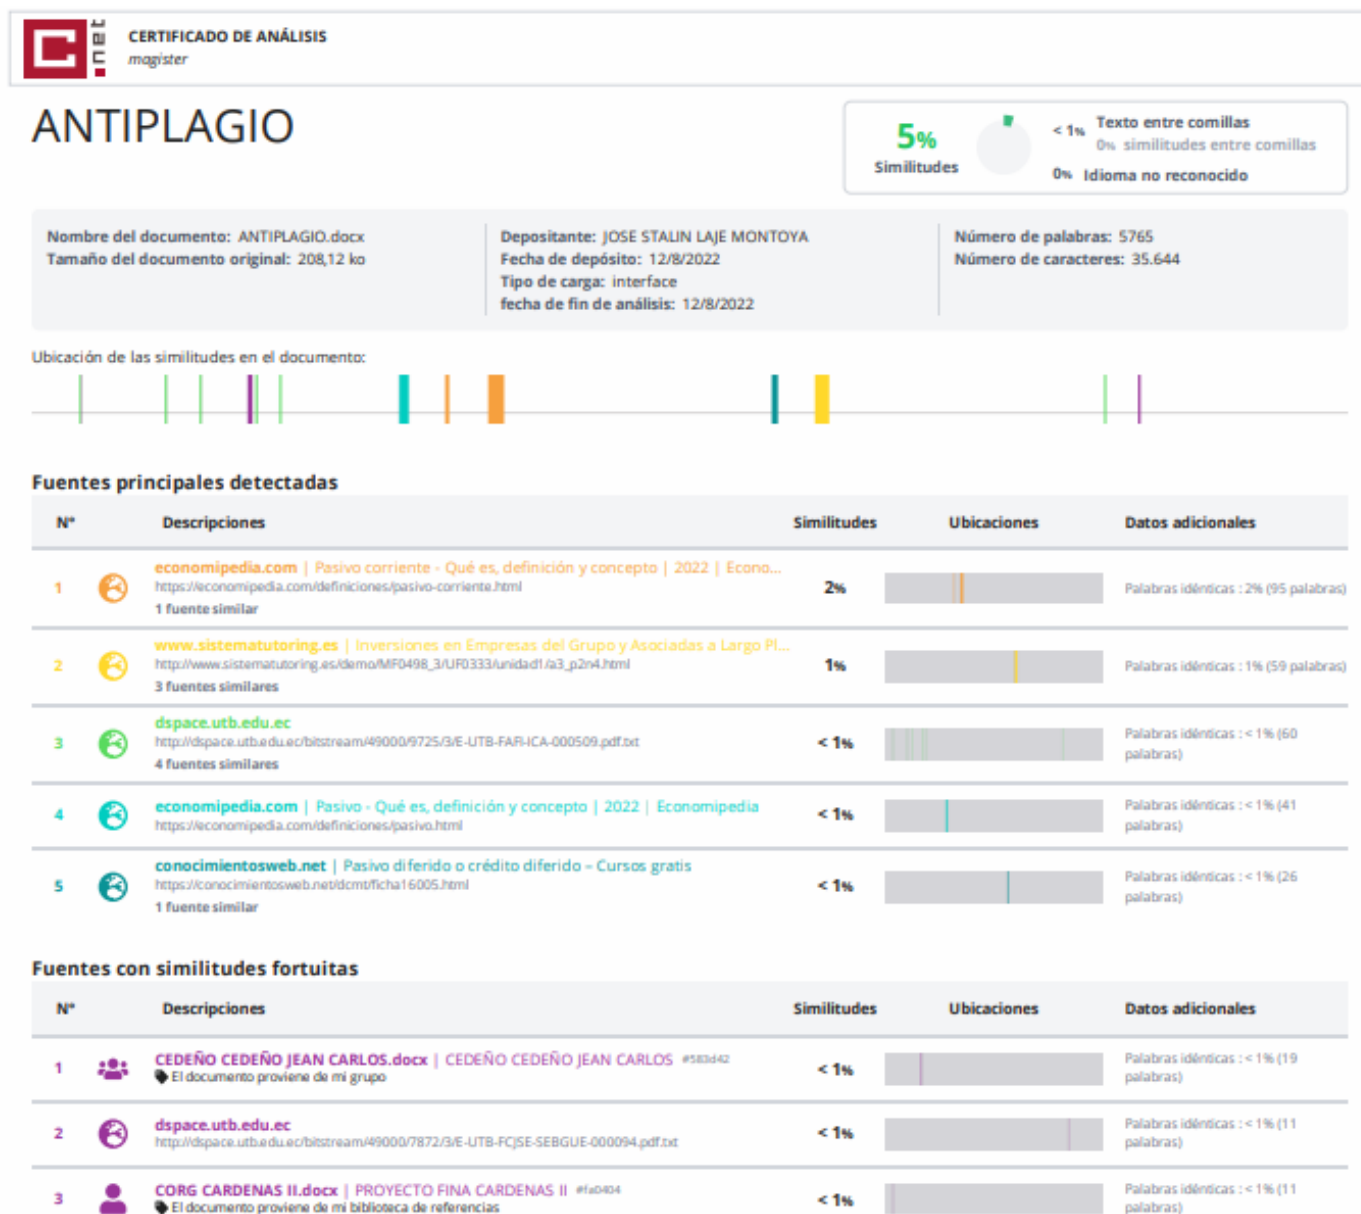 C.net
CERTIFICADO DE ANÁLISIS
magister
ANTIPLAGIO
5%
Similitudes
< 1% Texto entre comillas
0% similitudes entre comillas
0% Idioma no reconocido
Nombre del documento: ANTIPLAGIO.docx
Tamaño del documento original: 208,12 ko
Depositante: JOSE STALIN LAJE MONTOYA
Fecha de depósito: 12/8/2022
Tipo de carga: interface
fecha de fin de análisis: 12/8/2022
Número de palabras: 5765
Número de caracteres: 35.644
Ubicación de las similitudes en el documento:
Fuentes principales detectadas
N° Descripciones Similitudes Ubicaciones Datos adicionales
economipedia.com | Pasivo corriente - Qué es, definición y concepto | 2022 | Econo...
1 https://economipedia.com/definiciones/pasivo-corriente.html 2% Palabras idénticas : 2% (95 palabras)
1 fuente similar
www.sistematutoring.es | Inversiones en Empresas del Grupo y Asociadas a Largo Pl...
2 http://www.sistematutoring.es/demo/MF0498_3/UF0333/unidad1/a3_p2n4.html 1% Palabras idénticas : 1% (59 palabras)
3 fuentes similares
dspace.utb.edu.ec
3 http://dspace.utb.edu.ec/bitstream/49000/9725/3/E-UTB-FAFI-ICA-000509.pdf.txt < 1% Palabras idénticas : < 1% (60 palabras)
4 fuentes similares
economipedia.com | Pasivo - Qué es, definición y concepto | 2022 | Economipedia
4 https://economipedia.com/definiciones/pasivo.html < 1% Palabras idénticas : < 1% (41 palabras)
conocimientosweb.net | Pasivo diferido o crédito diferido – Cursos gratis
5 https://conocimientosweb.net/dcmt/ficha16005.html < 1% Palabras idénticas : < 1% (26 palabras)
1 fuente similar
Fuentes con similitudes fortuitas
N° Descripciones Similitudes Ubicaciones Datos adicionales
1 CEDEÑO CEDEÑO JEAN CARLOS.docx | CEDEÑO CEDEÑO JEAN CARLOS #583d42 < 1% Palabras idénticas : < 1% (19 palabras)
El documento proviene de mi grupo
2 dspace.utb.edu.ec < 1% Palabras idénticas : < 1% (11 palabras)
http://dspace.utb.edu.ec/bitstream/49000/7872/3/E-UTB-FCJSE-SEBGUE-000094.pdf.txt
3 CORG CARDENAS II.docx | PROYECTO FINA CARDENAS II #fa0404 < 1% Palabras idénticas : < 1% (11 palabras)
El documento proviene de mi biblioteca de referencias